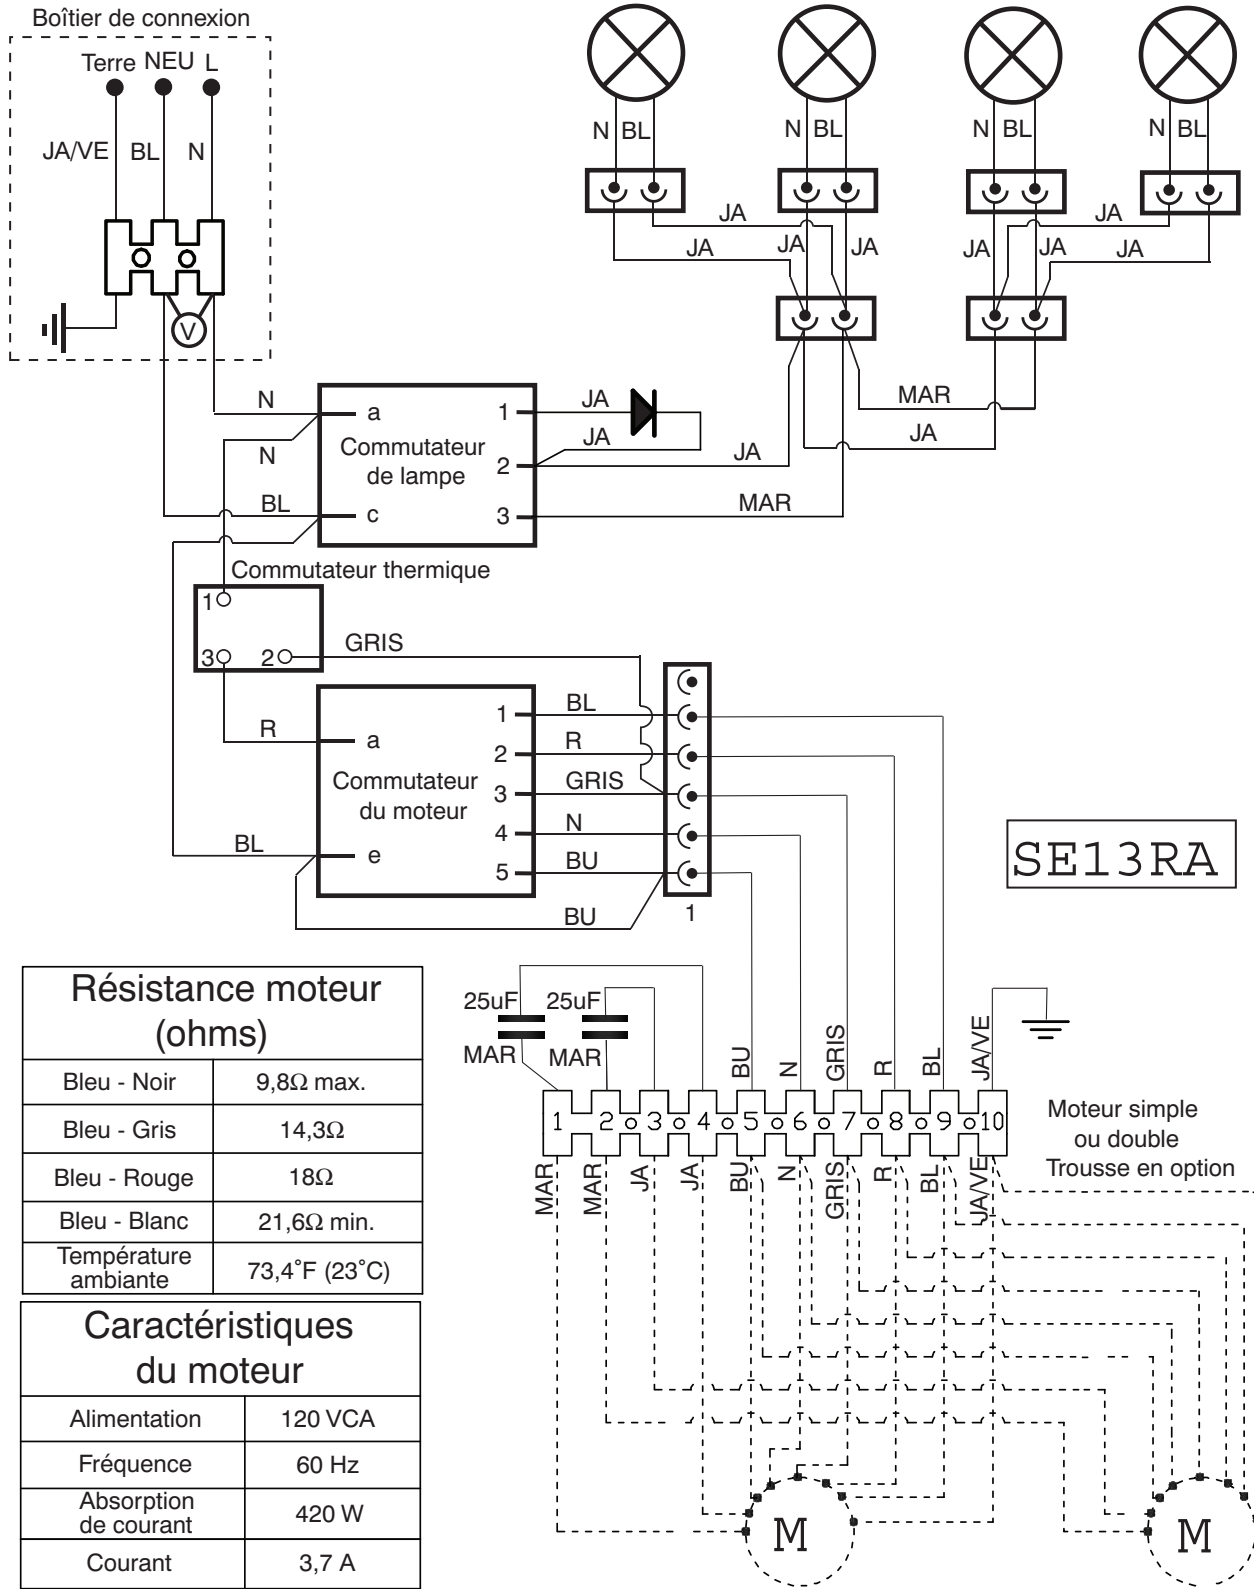 Boîtier de connexion
Terre NEU L
JA/VE BL N
V
N BL N BL N BL N BL
JA JA
JA JA JA JA JA JA
MAR
JA
N
a
1
JA
JA
N
Commutateur
de lampe
2
JA
BL
c
3
MAR
Commutateur thermique
1
3 2
GRIS
1
BL
R
a
2
R
Commutateur
du moteur
3
GRIS
4
N
BL
e
5
BU
BU
1
SE13RA
Résistance moteur
(ohms)
Bleu - Noir 9,8Ω max.
Bleu - Gris 14,3Ω
Bleu - Rouge 18Ω
Bleu - Blanc 21,6Ω min.
Température
ambiante
73,4˚F (23˚C)
Caractéristiques
du moteur
Alimentation 120 VCA
Fréquence 60 Hz
Absorption
de courant
420 W
Courant 3,7 A
25uF 25uF
MAR MAR
BU N GRIS R BL JA/VE
1 2 3 4 5 6 7 8 9 10
MAR MAR JA JA BU N GRIS R BL JA/VE
Moteur simple
ou double
Trousse en option
M M